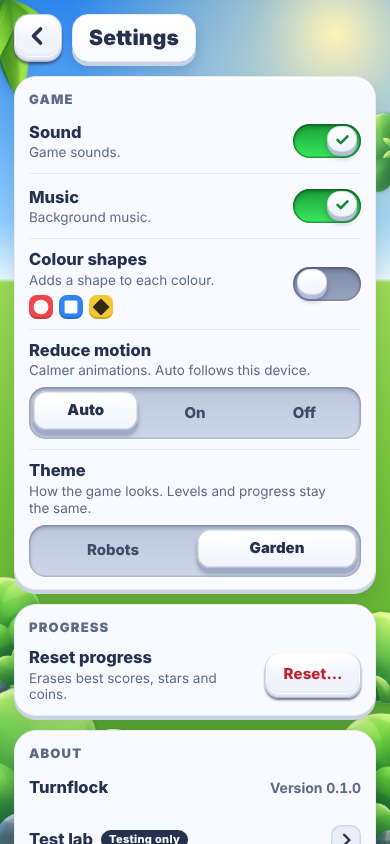 Settings
GAME
Sound
Game sounds.
Music
Background music.
Colour shapes
Adds a shape to each colour.
Reduce motion
Calmer animations. Auto follows this device.
Auto On Off
Theme
How the game looks. Levels and progress stay
the same.
Robots Garden
PROGRESS
Reset progress
Erases best scores, stars and
coins.
Reset...
ABOUT
Turnflock Version 0.1.0
Test lab Testing only